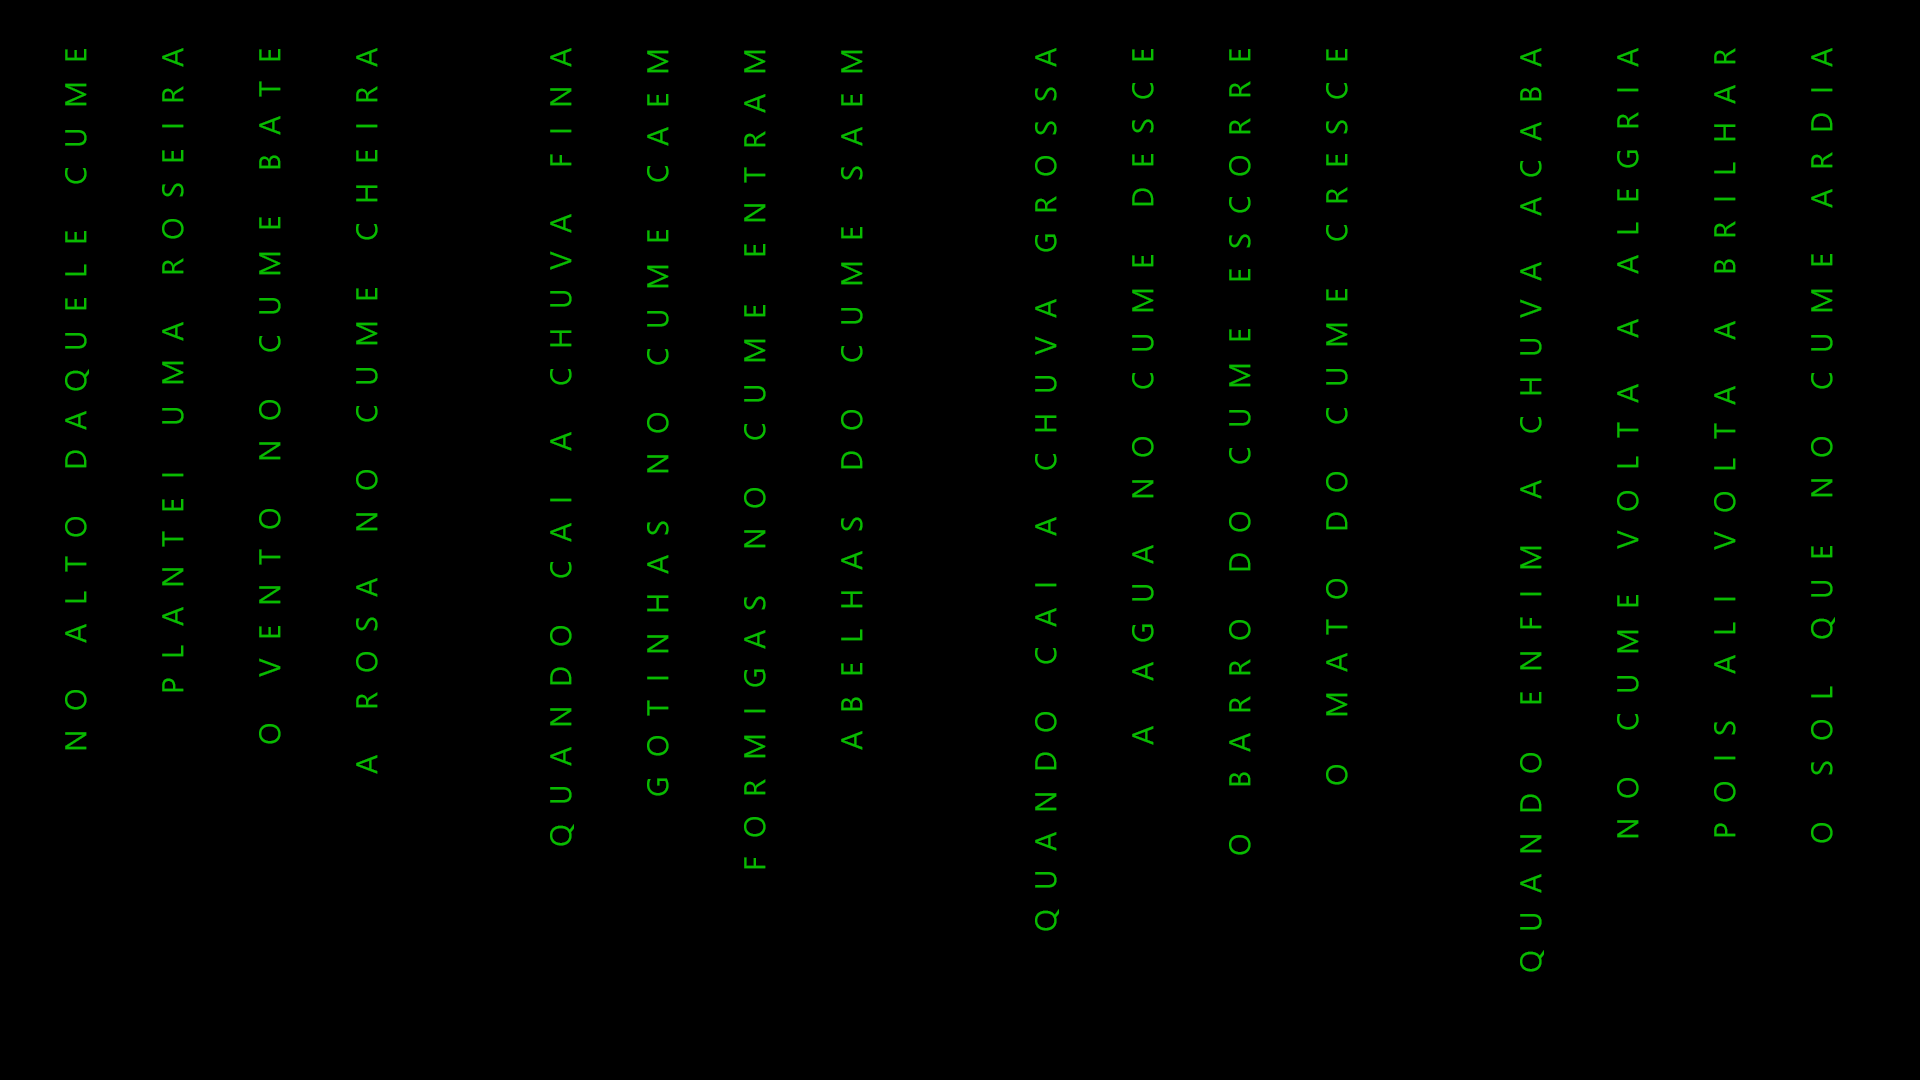 NO ALTO DAQUELE CUME
PLANTEI UMA ROSEIRA
O VENTO NO CUME BATE
A ROSA NO CUME CHEIRA
QUANDO CAI A CHUVA FINA
GOTINHAS NO CUME CAEM
FORMIGAS NO CUME ENTRAM
ABELHAS DO CUME SAEM
QUANDO CAI A CHUVA GROSSA
A AGUA NO CUME DESCE
O BARRO DO CUME ESCORRE
O MATO DO CUME CRESCE
QUANDO ENFIM A CHUVA ACABA
NO CUME VOLTA A ALEGRIA
POIS ALI VOLTA A BRILHAR
O SOL QUE NO CUME ARDIA